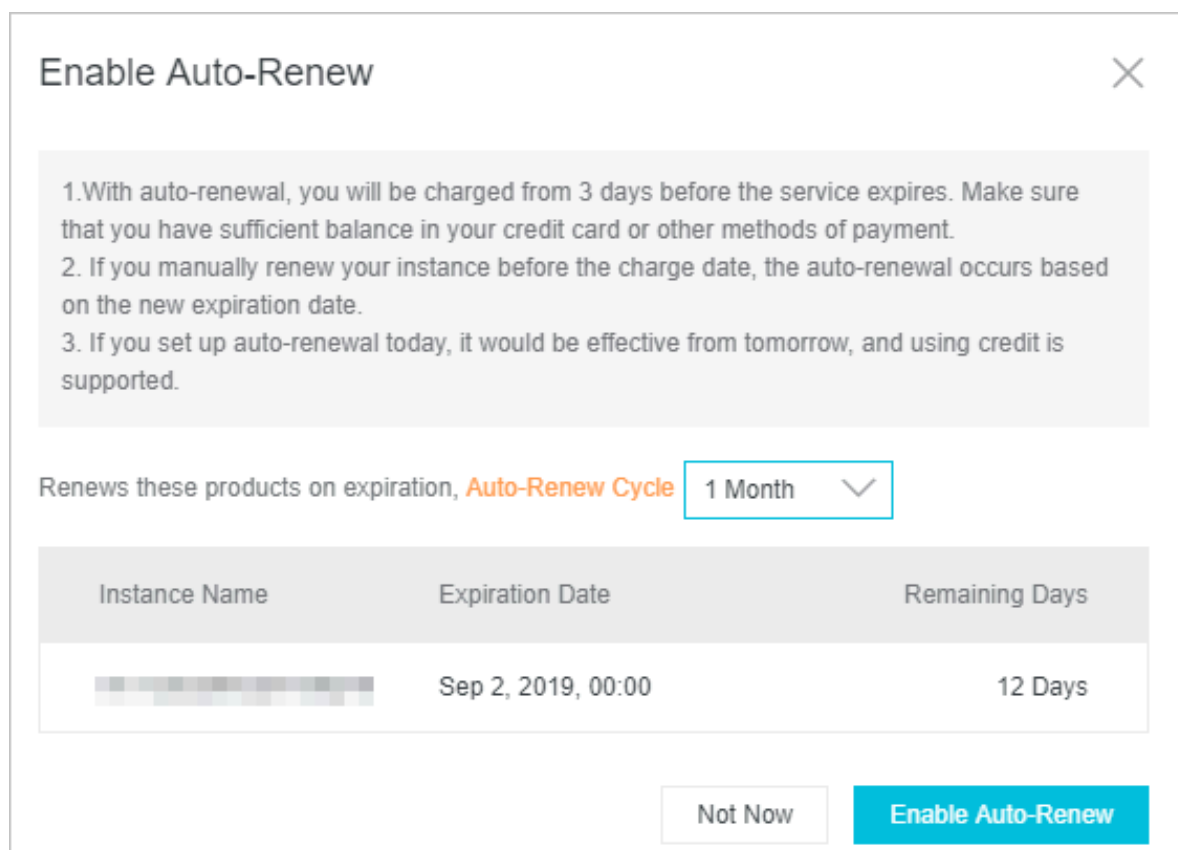 Enable Auto-Renew
1.With auto-renewal, you will be charged from 3 days before the service expires. Make sure
that you have sufficient balance in your credit card or other methods of payment.
2. If you manually renew your instance before the charge date, the auto-renewal occurs based
on the new expiration date.
3. If you set up auto-renewal today, it would be effective from tomorrow, and using credit is
supported.
Renews these products on expiration, Auto-Renew Cycle 1 Month
Instance Name Expiration Date Remaining Days
Sep 2, 2019, 00:00 12 Days
Not Now Enable Auto-Renew